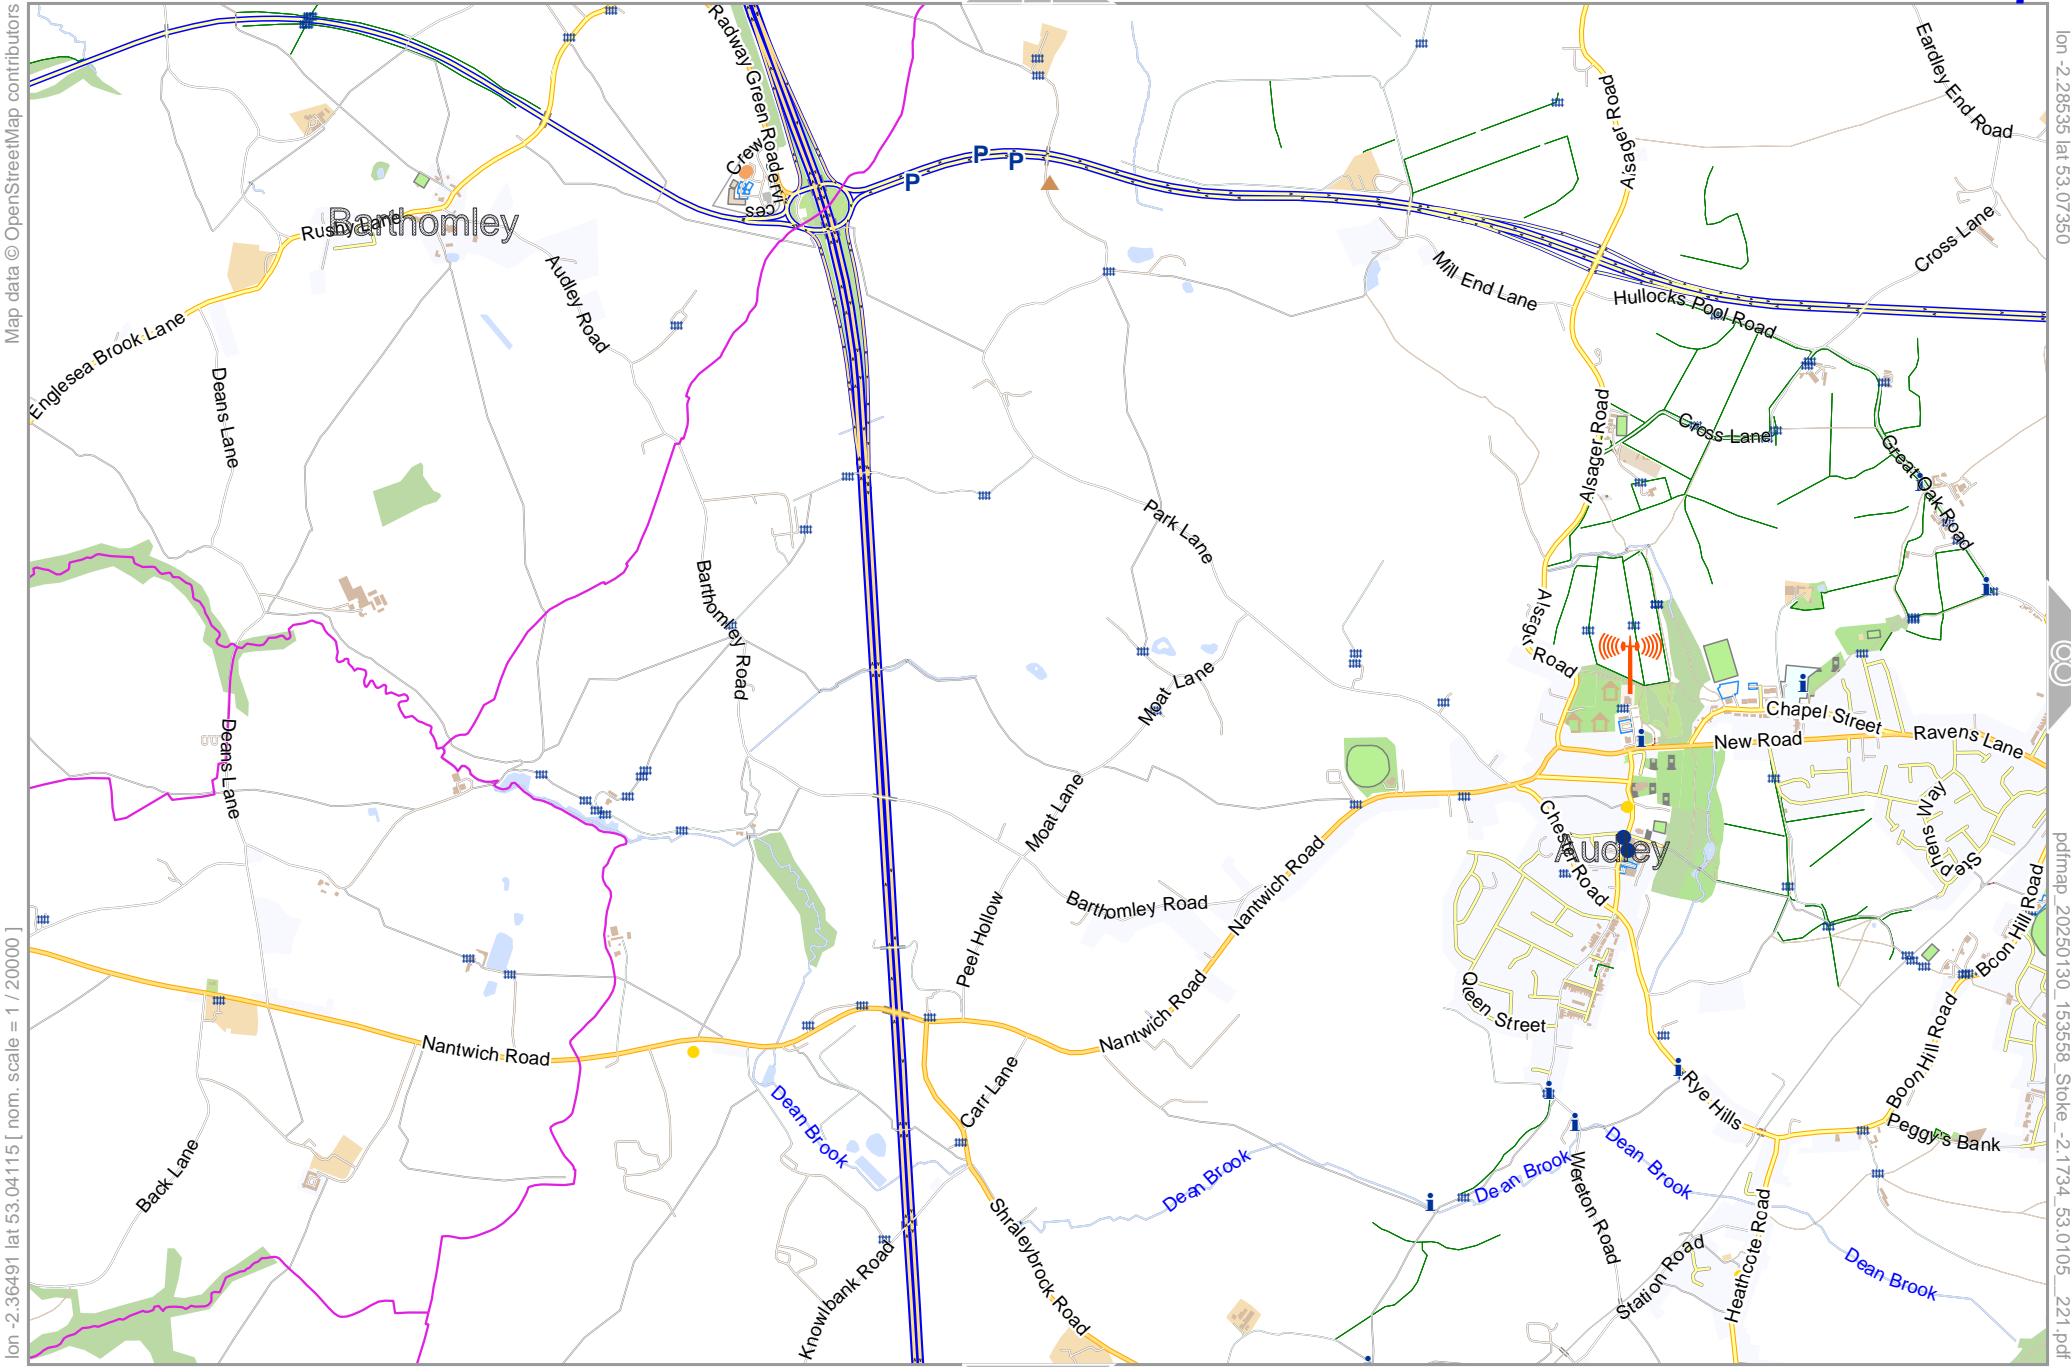 Map data © OpenStreetMap contributors
lon -2.36491 lat 53.04115 [ nom. scale = 1 / 20000 ]
lon -2.28535 lat 53.07350
pdfmap_20250130_153558_Stoke_-2.1734_53.0105__221.pdf
Radway Green Road
P
P
P
Alsager Road
Eardley End Road
Cross Lane
Barthomley
Rushy Lane
Audley Road
Mill End Lane
Hullocks Pool Road
Englesea Brook Lane
Deans Lane
Alsager Road
Cross Lane
Great Oak Road
Park Lane
Barthomley Road
Alsager Road
Moat Lane
Deans Lane
Chapel Street
New Road
Ravens Lane
Moat Lane
Chester Road
Audley
Stephens Way
Nantwich Road
Barthomley Road
Peel Hollow
Boon Hill Road
Queen Street
Nantwich Road
Nantwich Road
Boon Hill Road
Carr Lane
Dean Brook
Rye Hills
Peggy's Bank
Back Lane
Dean Brook
Dean Brook
Dean Brook
Wereton Road
Shraleybrook Road
Knowlbank Road
Station Road
Heathcote Road
Dean Brook